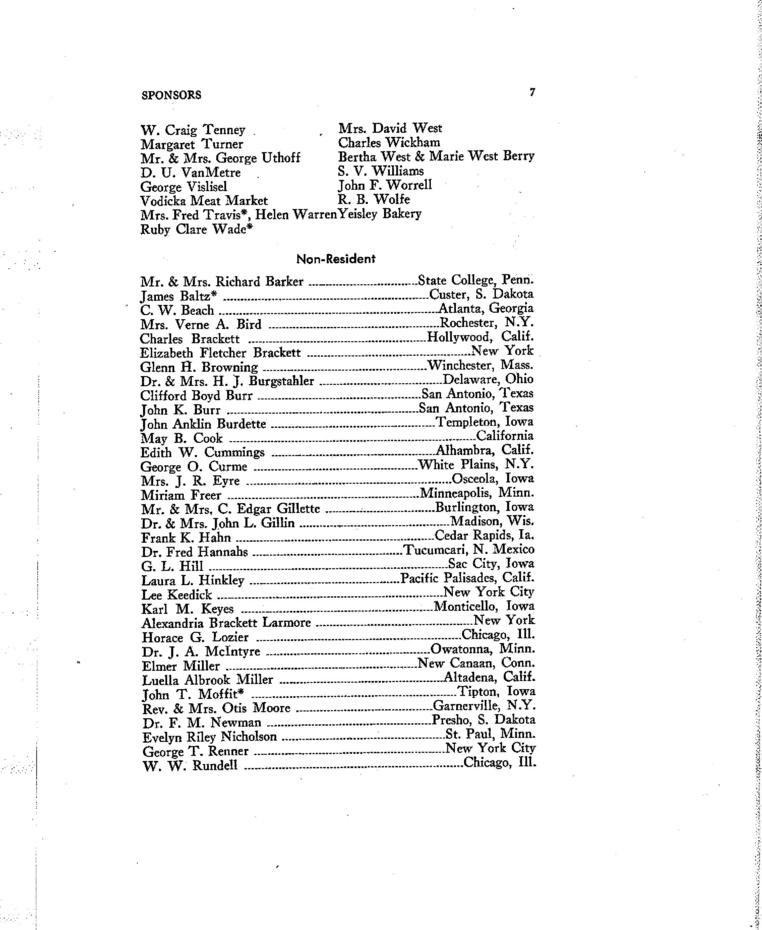 SPONSORS 7
W. Craig Tenney
Margaret Turner
Mr. & Mrs. George Uthoff
D. U. VanMetre
George Vislisel
Vodicka Meat Market
Mrs. Fred Travis*, Helen Warren
Ruby Clare Wade*
Mrs. David West
Charles Wickham
Bertha West & Marie West Berry
S. V. Williams
John F. Worrell
R. B. Wolfe
Yeisley Bakery
Non-Resident
Mr. & Mrs. Richard Barker ..............................State College, Penn.
James Baltz* ..............................Custer, S. Dakota
C. W. Beach ..............................Atlanta, Georgia
Mrs. Verne A. Bird ..............................Rochester, N.Y.
Charles Brackett ..............................Hollywood, Calif.
Elizabeth Fletcher Brackett ..............................New York
Glenn H. Browning ..............................Winchester, Mass.
Dr. & Mrs. H. J. Burgstahler ..............................Delaware, Ohio
Clifford Boyd Burr ..............................San Antonio, Texas
John K. Burr ..............................San Antonio, Texas
John Anklin Burdette ..............................Templeton, Iowa
May B. Cook ..............................California
Edith W. Cummings ..............................Alhambra, Calif.
George O. Curme ..............................White Plains, N.Y.
Mrs. J. R. Eyre ..............................Osceola, Iowa
Miriam Freer ..............................Minneapolis, Minn.
Mr. & Mrs. C. Edgar Gillette ..............................Burlington, Iowa
Dr. & Mrs. John L. Gillin ..............................Madison, Wis.
Frank K. Hahn ..............................Cedar Rapids, Ia.
Dr. Fred Hannahs ..............................Tucumcari, N. Mexico
G. L. Hill ..............................Sac City, Iowa
Laura L. Hinkley ..............................Pacific Palisades, Calif.
Lee Keedick ..............................New York City
Karl M. Keyes ..............................Monticello, Iowa
Alexandria Brackett Larmore ..............................New York
Horace G. Lozier ..............................Chicago, Ill.
Dr. J. A. McIntyre ..............................Owatonna, Minn.
Elmer Miller ..............................New Canaan, Conn.
Luella Albrook Miller ..............................Altadena, Calif.
John T. Moffit* ..............................Tipton, Iowa
Rev. & Mrs. Otis Moore ..............................Garnerville, N.Y.
Dr. F. M. Newman ..............................Presho, S. Dakota
Evelyn Riley Nicholson ..............................St. Paul, Minn.
George T. Renner ..............................New York City
W. W. Rundell ..............................Chicago, Ill.